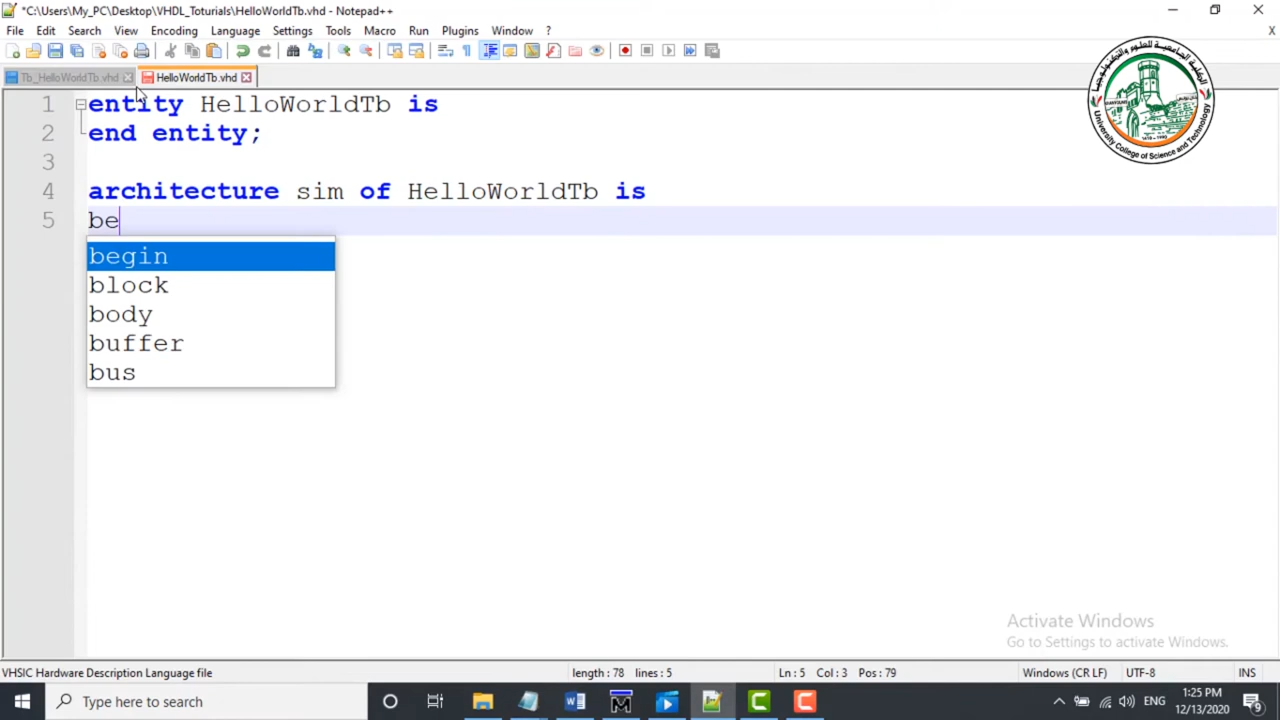 *C:\Users\My_PC\Desktop\VHDL_Toturials\HelloWorldTb.vhd - Notepad++
File Edit Search View Encoding Language Settings Tools Macro Run Plugins Window ? X
Tb_HelloWorldTb.vhd HelloWorldTb.vhd
1 entity HelloWorldTb is
2 end entity;
3
4 architecture sim of HelloWorldTb is
5 be
begin
block
body
buffer
bus
University College of Science and Technology
Activate Windows
Go to Settings to activate Windows.
VHSIC Hardware Description Language file length : 78 lines : 5 Ln : 5 Col : 3 Pos : 79 Windows (CR LF) UTF-8 INS
Type here to search ENG 1:25 PM
12/13/2020 9